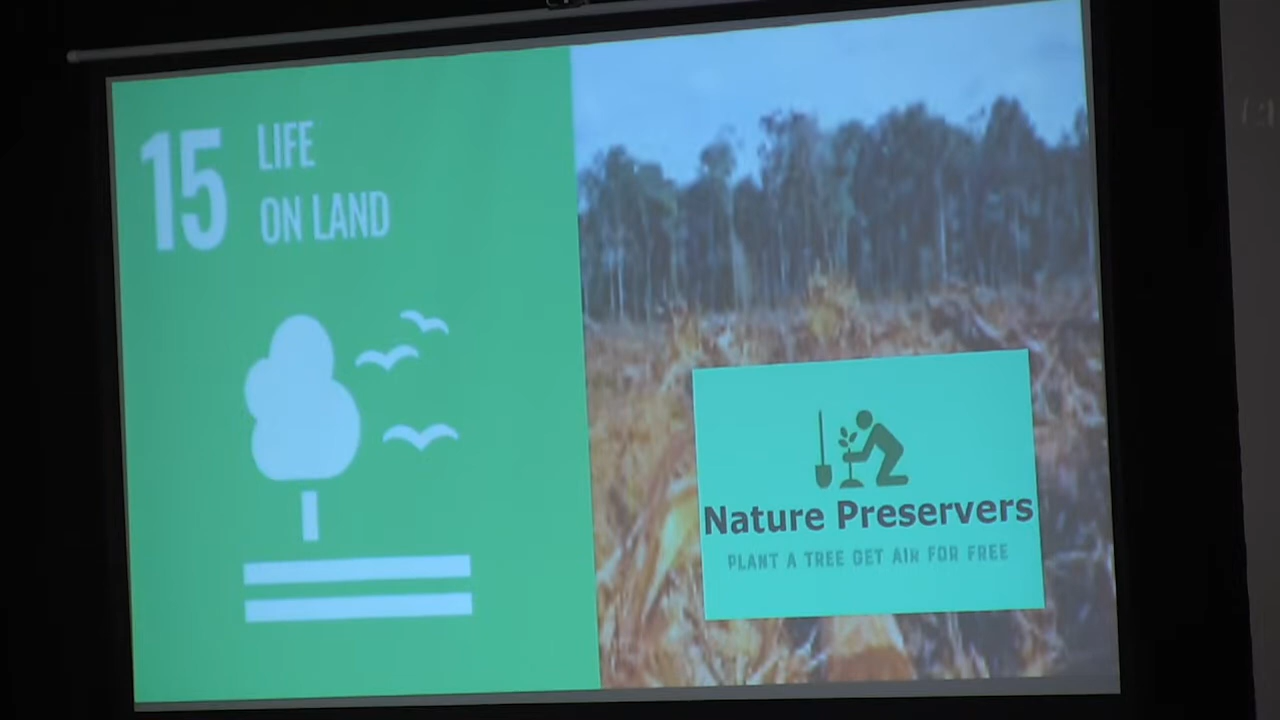 15
LIFE
ON LAND
Nature Preservers
PLANT A TREE GET AIR FOR FREE